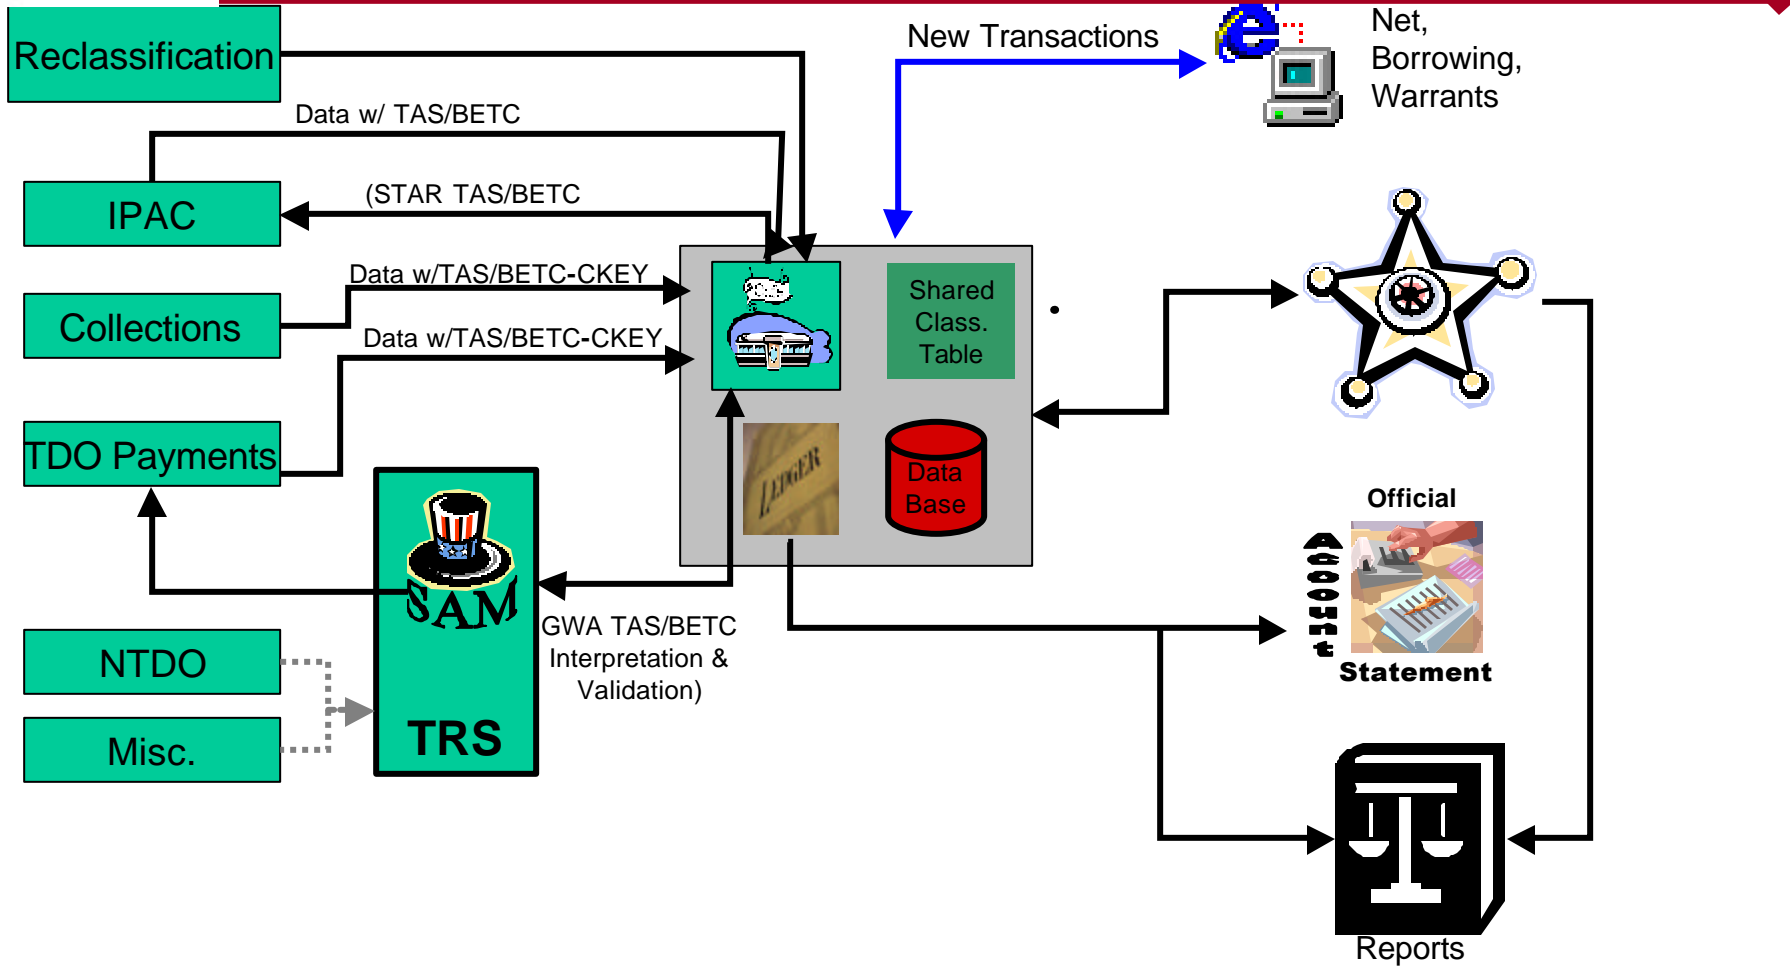 Reclassification
New Transactions
Net,
Borrowing,
Warrants
Data w/ TAS/BETC
IPAC
(STAR TAS/BETC
Data w/TAS/BETC-CKEY
Collections
Data w/TAS/BETC-CKEY
Shared
Class.
Table
•
TDO Payments
LEDGER
Data
Base
SAM
TRS
GWA TAS/BETC
Interpretation &
Validation)
NTDO
Misc.
Official
Account
Statement
Reports